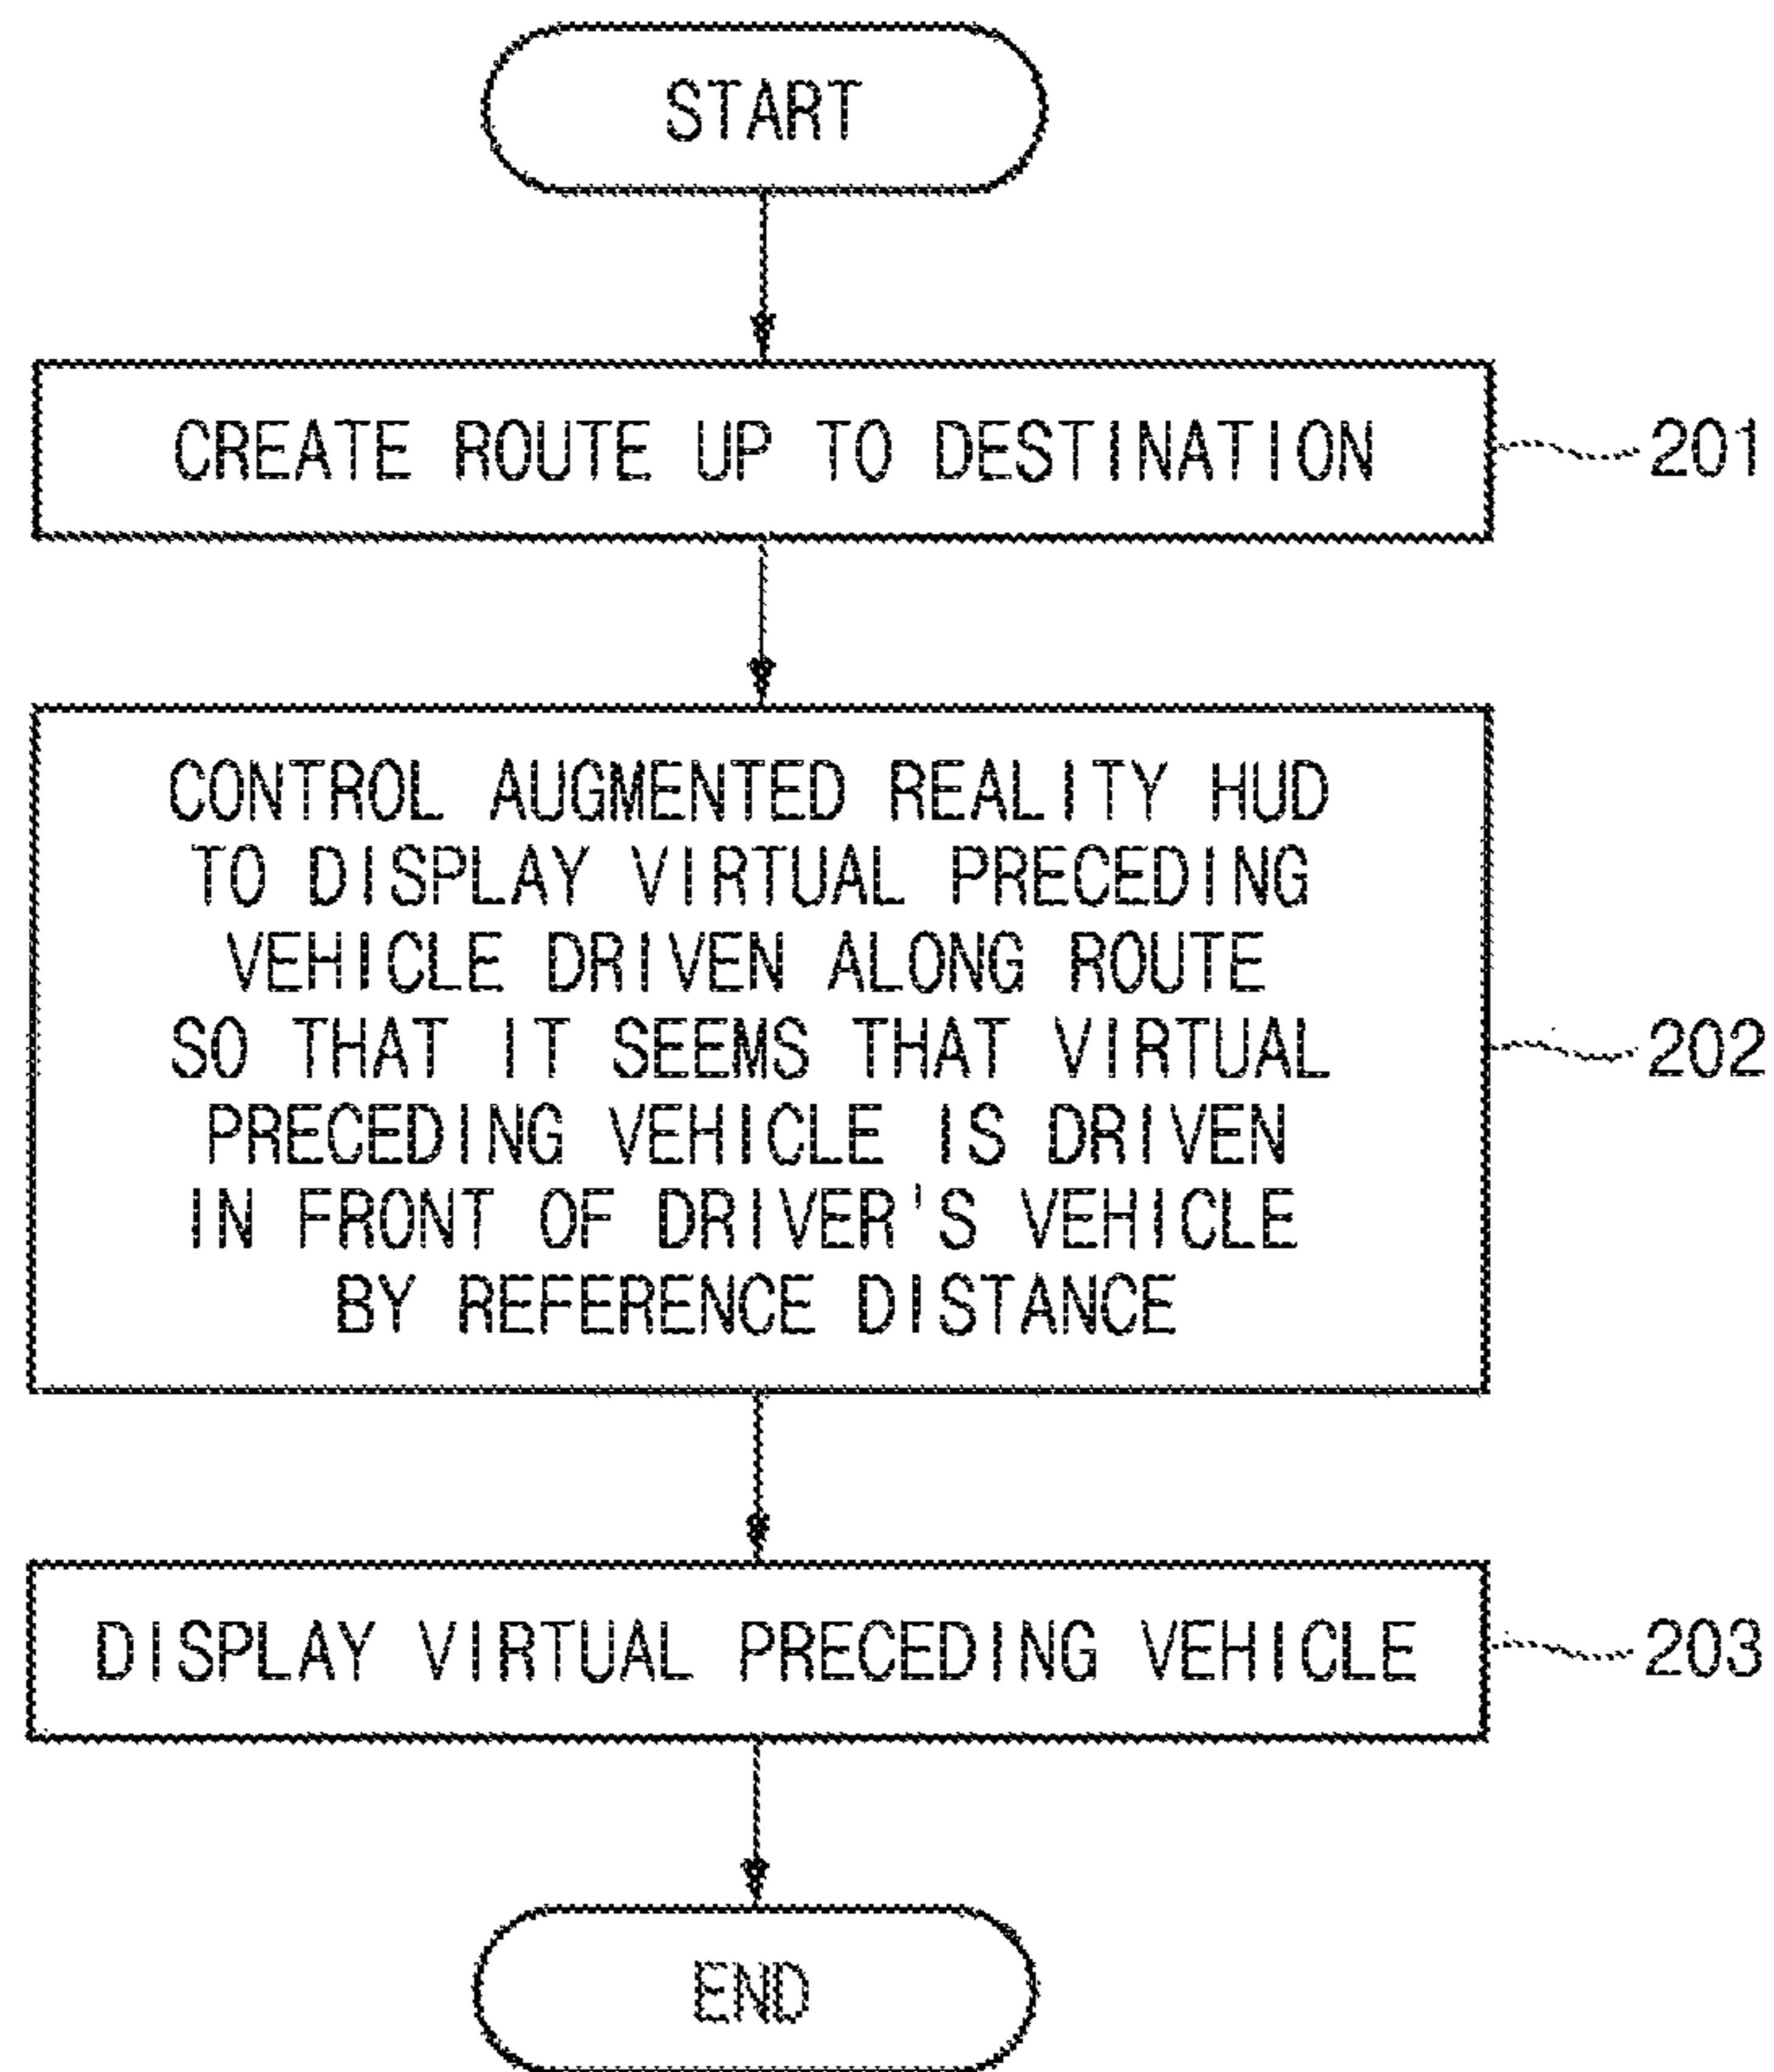 START
CREATE ROUTE UP TO DESTINATION
201
CONTROL AUGMENTED REALITY HUD
TO DISPLAY VIRTUAL PRECEDING
VEHICLE DRIVEN ALONG ROUTE
SO THAT IT SEEMS THAT VIRTUAL
PRECEDING VEHICLE IS DRIVEN
IN FRONT OF DRIVER'S VEHICLE
BY REFERENCE DISTANCE
202
DISPLAY VIRTUAL PRECEDING VEHICLE
203
END